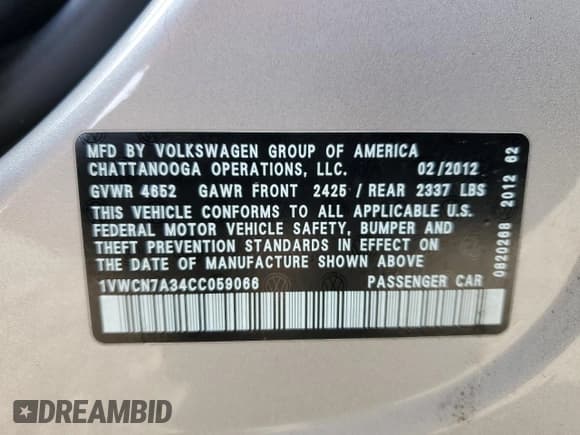 MFD BY VOLKSWAGEN GROUP OF AMERICA
CHATTANOOGA OPERATIONS, LLC. 02/2012
GVWR 4652 GAWR FRONT 2425 / REAR 2337 LBS
THIS VEHICLE CONFORMS TO ALL APPLICABLE U.S.
FEDERAL MOTOR VEHICLE SAFETY, BUMPER AND
THEFT PREVENTION STANDARDS IN EFFECT ON
DATE OF MANUFACTURE SHOWN ABOVE
1VWCN7A34CC059066 PASSENGER CAR
0820268 2012 62
DREAMBID